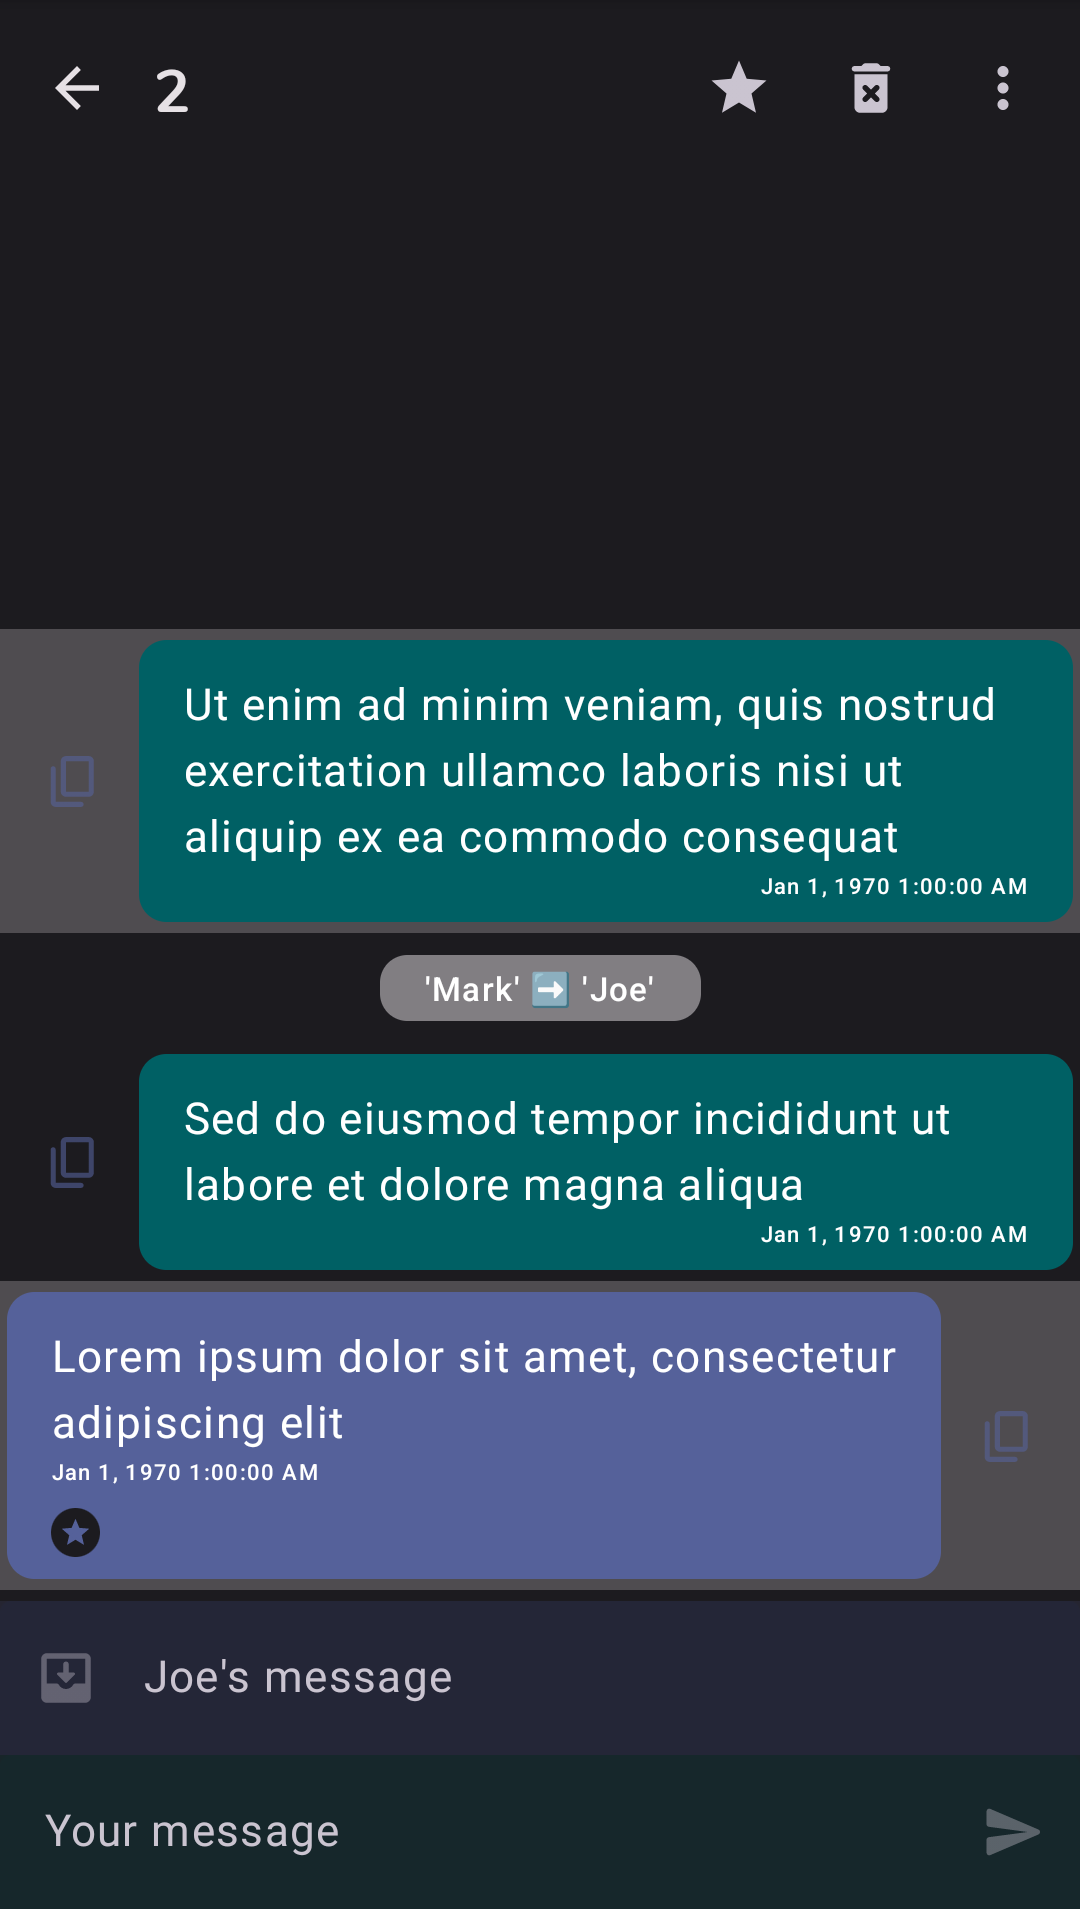 2
Ut enim ad minim veniam, quis nostrud
exercitation ullamco laboris nisi ut
aliquip ex ea commodo consequat
Jan 1, 1970 1:00:00 AM
'Mark' ➡️ 'Joe'
Sed do eiusmod tempor incididunt ut
labore et dolore magna aliqua
Jan 1, 1970 1:00:00 AM
Lorem ipsum dolor sit amet, consectetur
adipiscing elit
Jan 1, 1970 1:00:00 AM
Joe's message
Your message